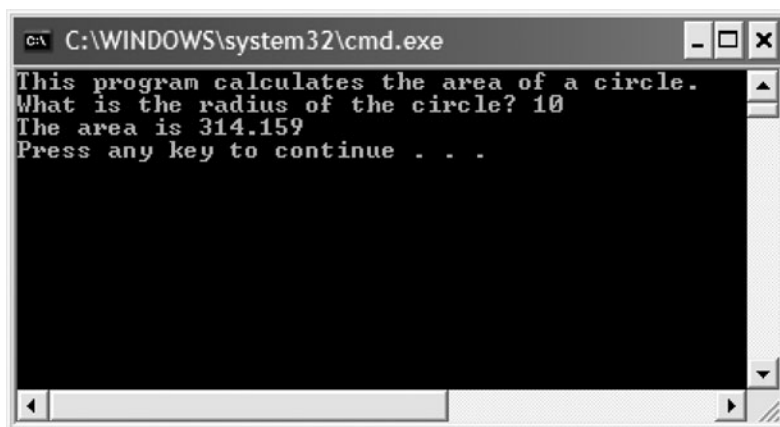 C:\WINDOWS\system32\cmd.exe
This program calculates the area of a circle.
What is the radius of the circle? 10
The area is 314.159
Press any key to continue . . .